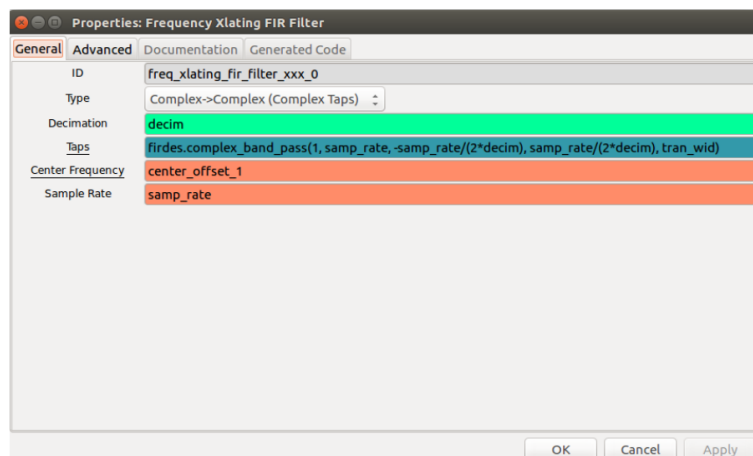 Properties: Frequency Xlating FIR Filter
General Advanced Documentation Generated Code
ID freq_xlating_fir_filter_xxx_0
Type Complex->Complex (Complex Taps)
Decimation decim
Taps firdes.complex_band_pass(1, samp_rate, -samp_rate/(2*decim), samp_rate/(2*decim), tran_wid)
Center Frequency center_offset_1
Sample Rate samp_rate
OK Cancel Apply